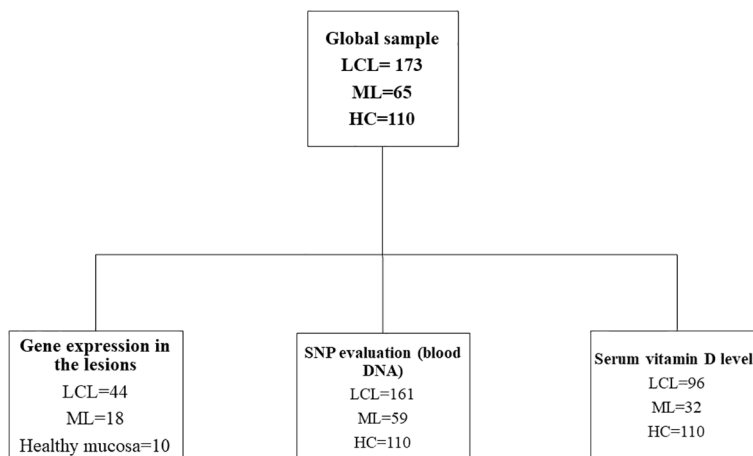 Global sample
LCL= 173
ML=65
HC=110
Gene expression in
the lesions
LCL=44
ML=18
Healthy mucosa=10
SNP evaluation (blood
DNA)
LCL=161
ML=59
HC=110
Serum vitamin D level
LCL=96
ML=32
HC=110